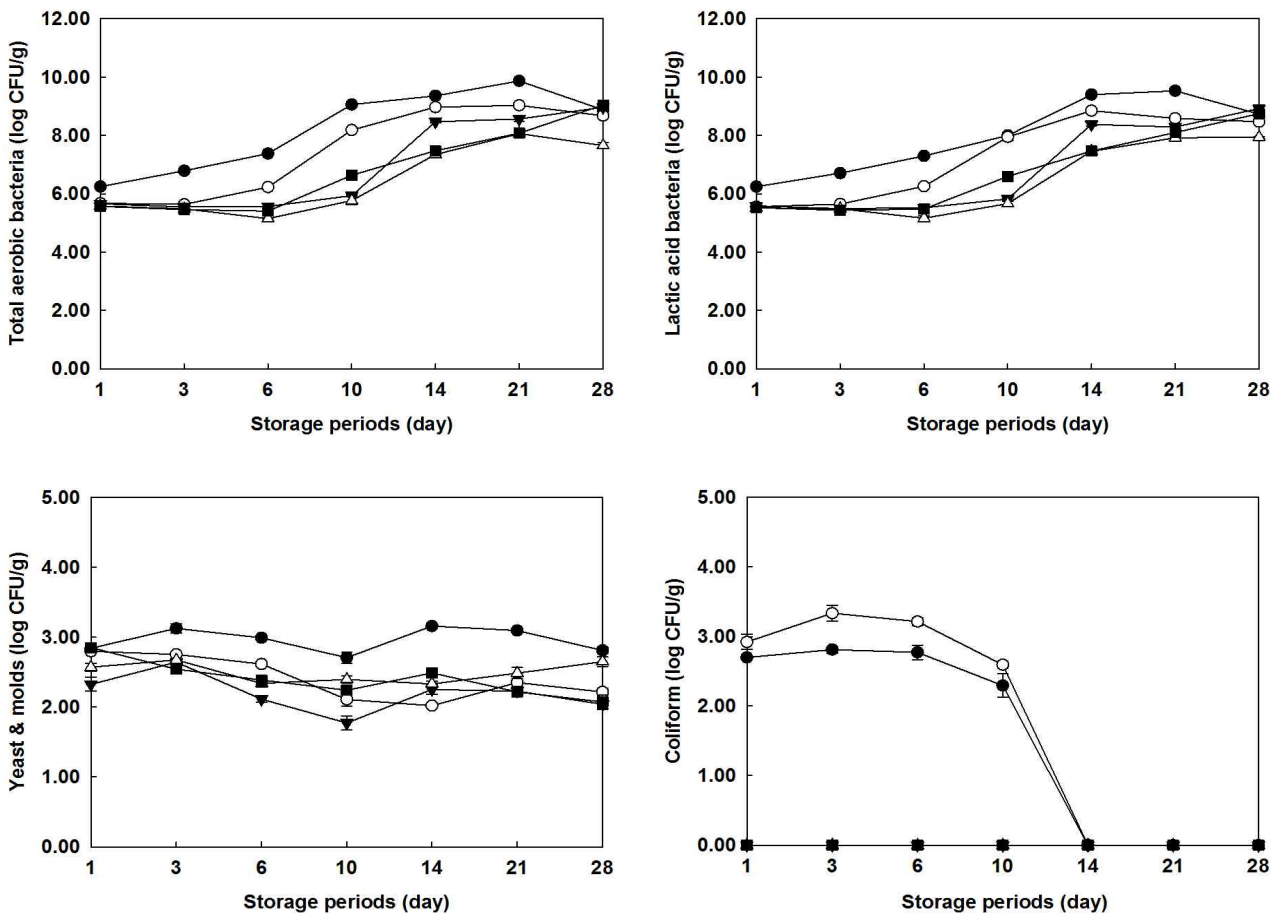 Total aerobic bacteria (log CFU/g)
12.00
10.00
8.00
6.00
4.00
2.00
0.00
1 3 6 10 14 21 28
Storage periods (day)
Lactic acid bacteria (log CFU/g)
12.00
10.00
8.00
6.00
4.00
2.00
0.00
1 3 6 10 14 21 28
Storage periods (day)
Yeast & molds (log CFU/g)
5.00
4.00
3.00
2.00
1.00
0.00
1 3 6 10 14 21 28
Storage periods (day)
Coliform (log CFU/g)
5.00
4.00
3.00
2.00
1.00
0.00
1 3 6 10 14 21 28
Storage periods (day)